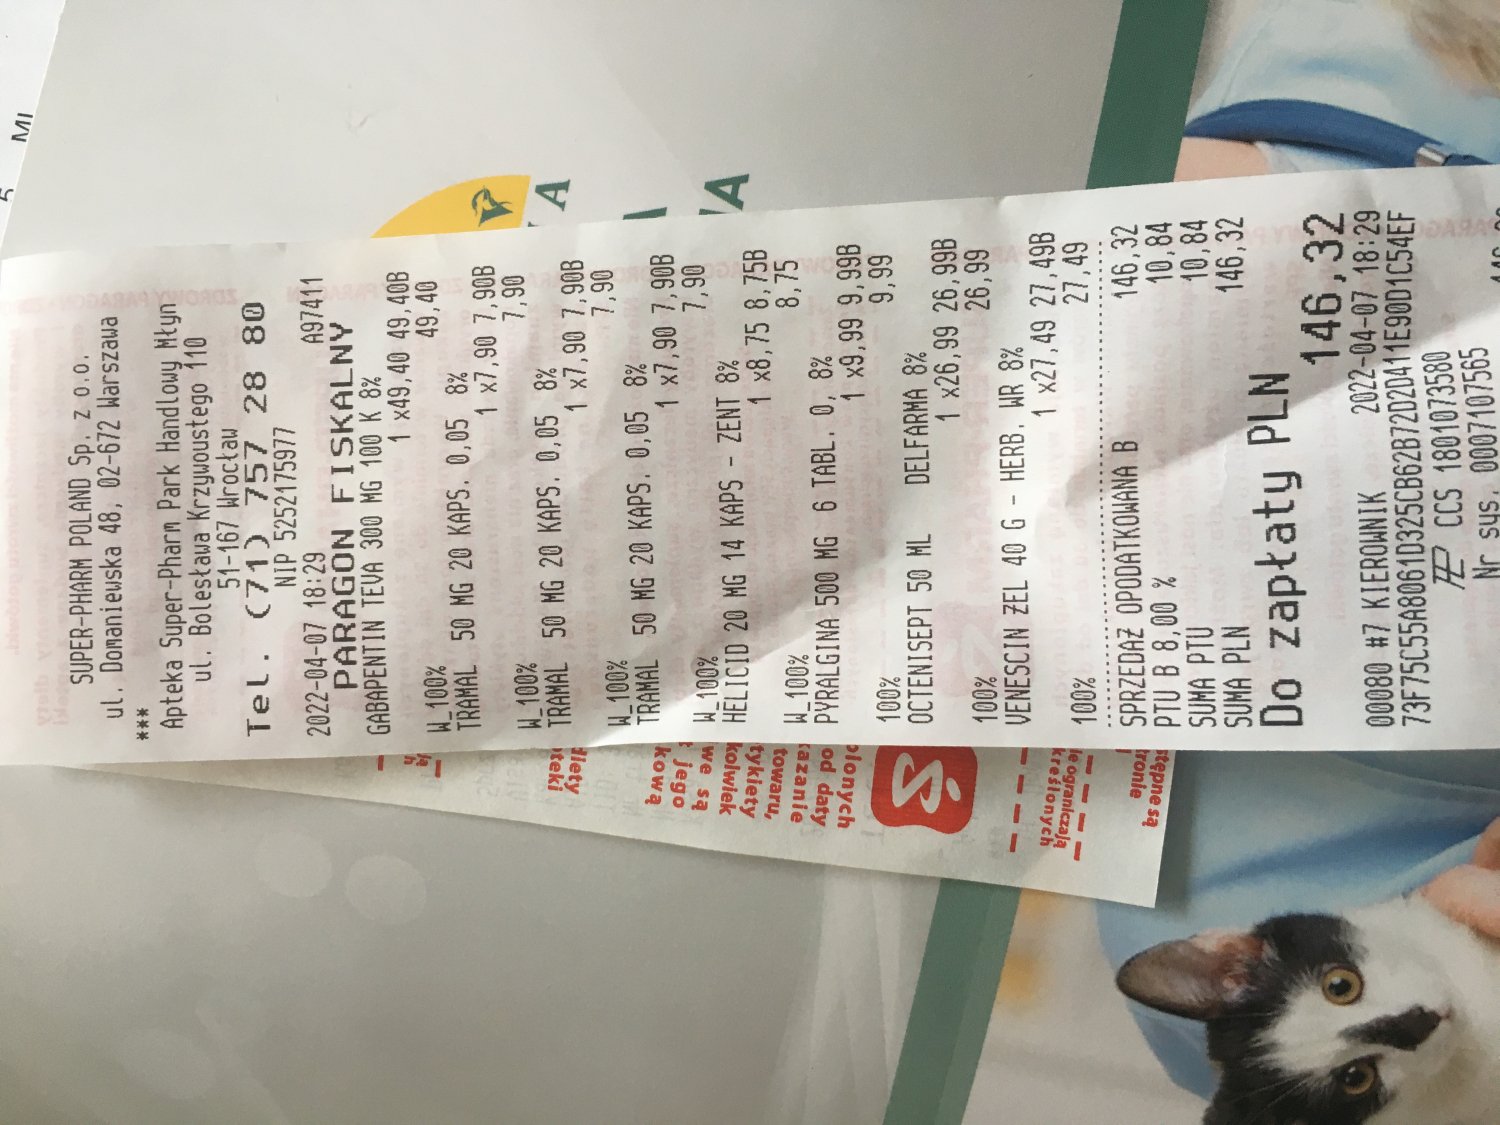 SUPER-PHARM POLAND Sp. z o.o.
ul. Domaniewska 48, 02-672 Warszawa
***
Apteka Super-Pharm Park Handlowy Młyn
ul. Bolesława Krzywoustego 110
51-167 Wrocław
Tel. (71) 757 28 80
NIP 5252175977
2022-04-07 18:29 A97411
PARAGON FISKALNY
GABAPENTIN TEVA 300 MG 100 K 8%
1 x49,40 49,40B
49,40
W_100%
TRAMAL 50 MG 20 KAPS. 0,05 8%
1 x7,90 7,90B
7,90
W_100%
TRAMAL 50 MG 20 KAPS. 0,05 8%
1 x7,90 7,90B
7,90
W_100%
TRAMAL 50 MG 20 KAPS. 0,05 8%
1 x7,90 7,90B
7,90
W_100%
HELICID 20 MG 14 KAPS - ZENT 8%
1 x8,75 8,75B
8,75
W_100%
PYRALGINA 500 MG 6 TABL. 0, 8%
1 x9,99 9,99B
9,99
100%
OCTENISEPT 50 ML DELFARMA 8%
1 x26,99 26,99B
26,99
100%
VENESCIN ŻEL 40 G - HERB. WR 8%
1 x27,49 27,49B
27,49
100%
SPRZEDAŻ OPODATKOWANA B 146,32
PTU B 8,00 % 10,84
SUMA PTU 10,84
SUMA PLN 146,32
Do zapłaty PLN 146,32
00080 #7 KIEROWNIK 2022-04-07 18:29
73F75C55A8061D325CB62B72D2D411E90D1C54EF
CCS 1801073580
Nr sys. 0007107565